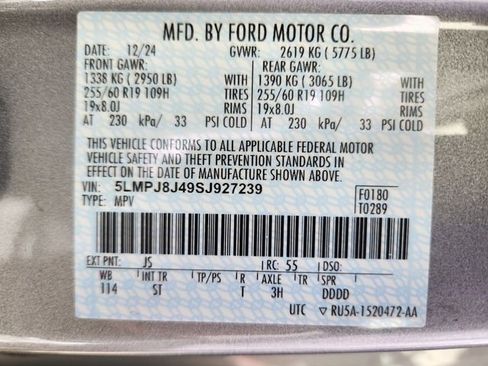 MFD. BY FORD MOTOR CO.
DATE: 12/24 GVWR: 2619 KG ( 5775 LB)
FRONT GAWR: REAR GAWR:
1338 KG ( 2950 LB) WITH 1390 KG ( 3065 LB) WITH
255/60 R19 109H TIRES 255/60 R19 109H TIRES
19x8.0J RIMS 19x8.0J RIMS
AT 230 kPa/ 33 PSI COLD AT 230 kPa/ 33 PSI COLD
THIS VEHICLE CONFORMS TO ALL APPLICABLE FEDERAL MOTOR
VEHICLE SAFETY AND THEFT PREVENTION STANDARDS IN
EFFECT ON THE DATE OF MANUFACTURE SHOWN ABOVE.
VIN: 5LMPJ8J49SJ927239 F0180
TYPE: MPV T0289
EXT PNT: JS RC: 55 DSO:
WB INT TR TP/PS R AXLE TR SPR
114 ST T 3H DDDD
UTC RU5A-1520472-AA